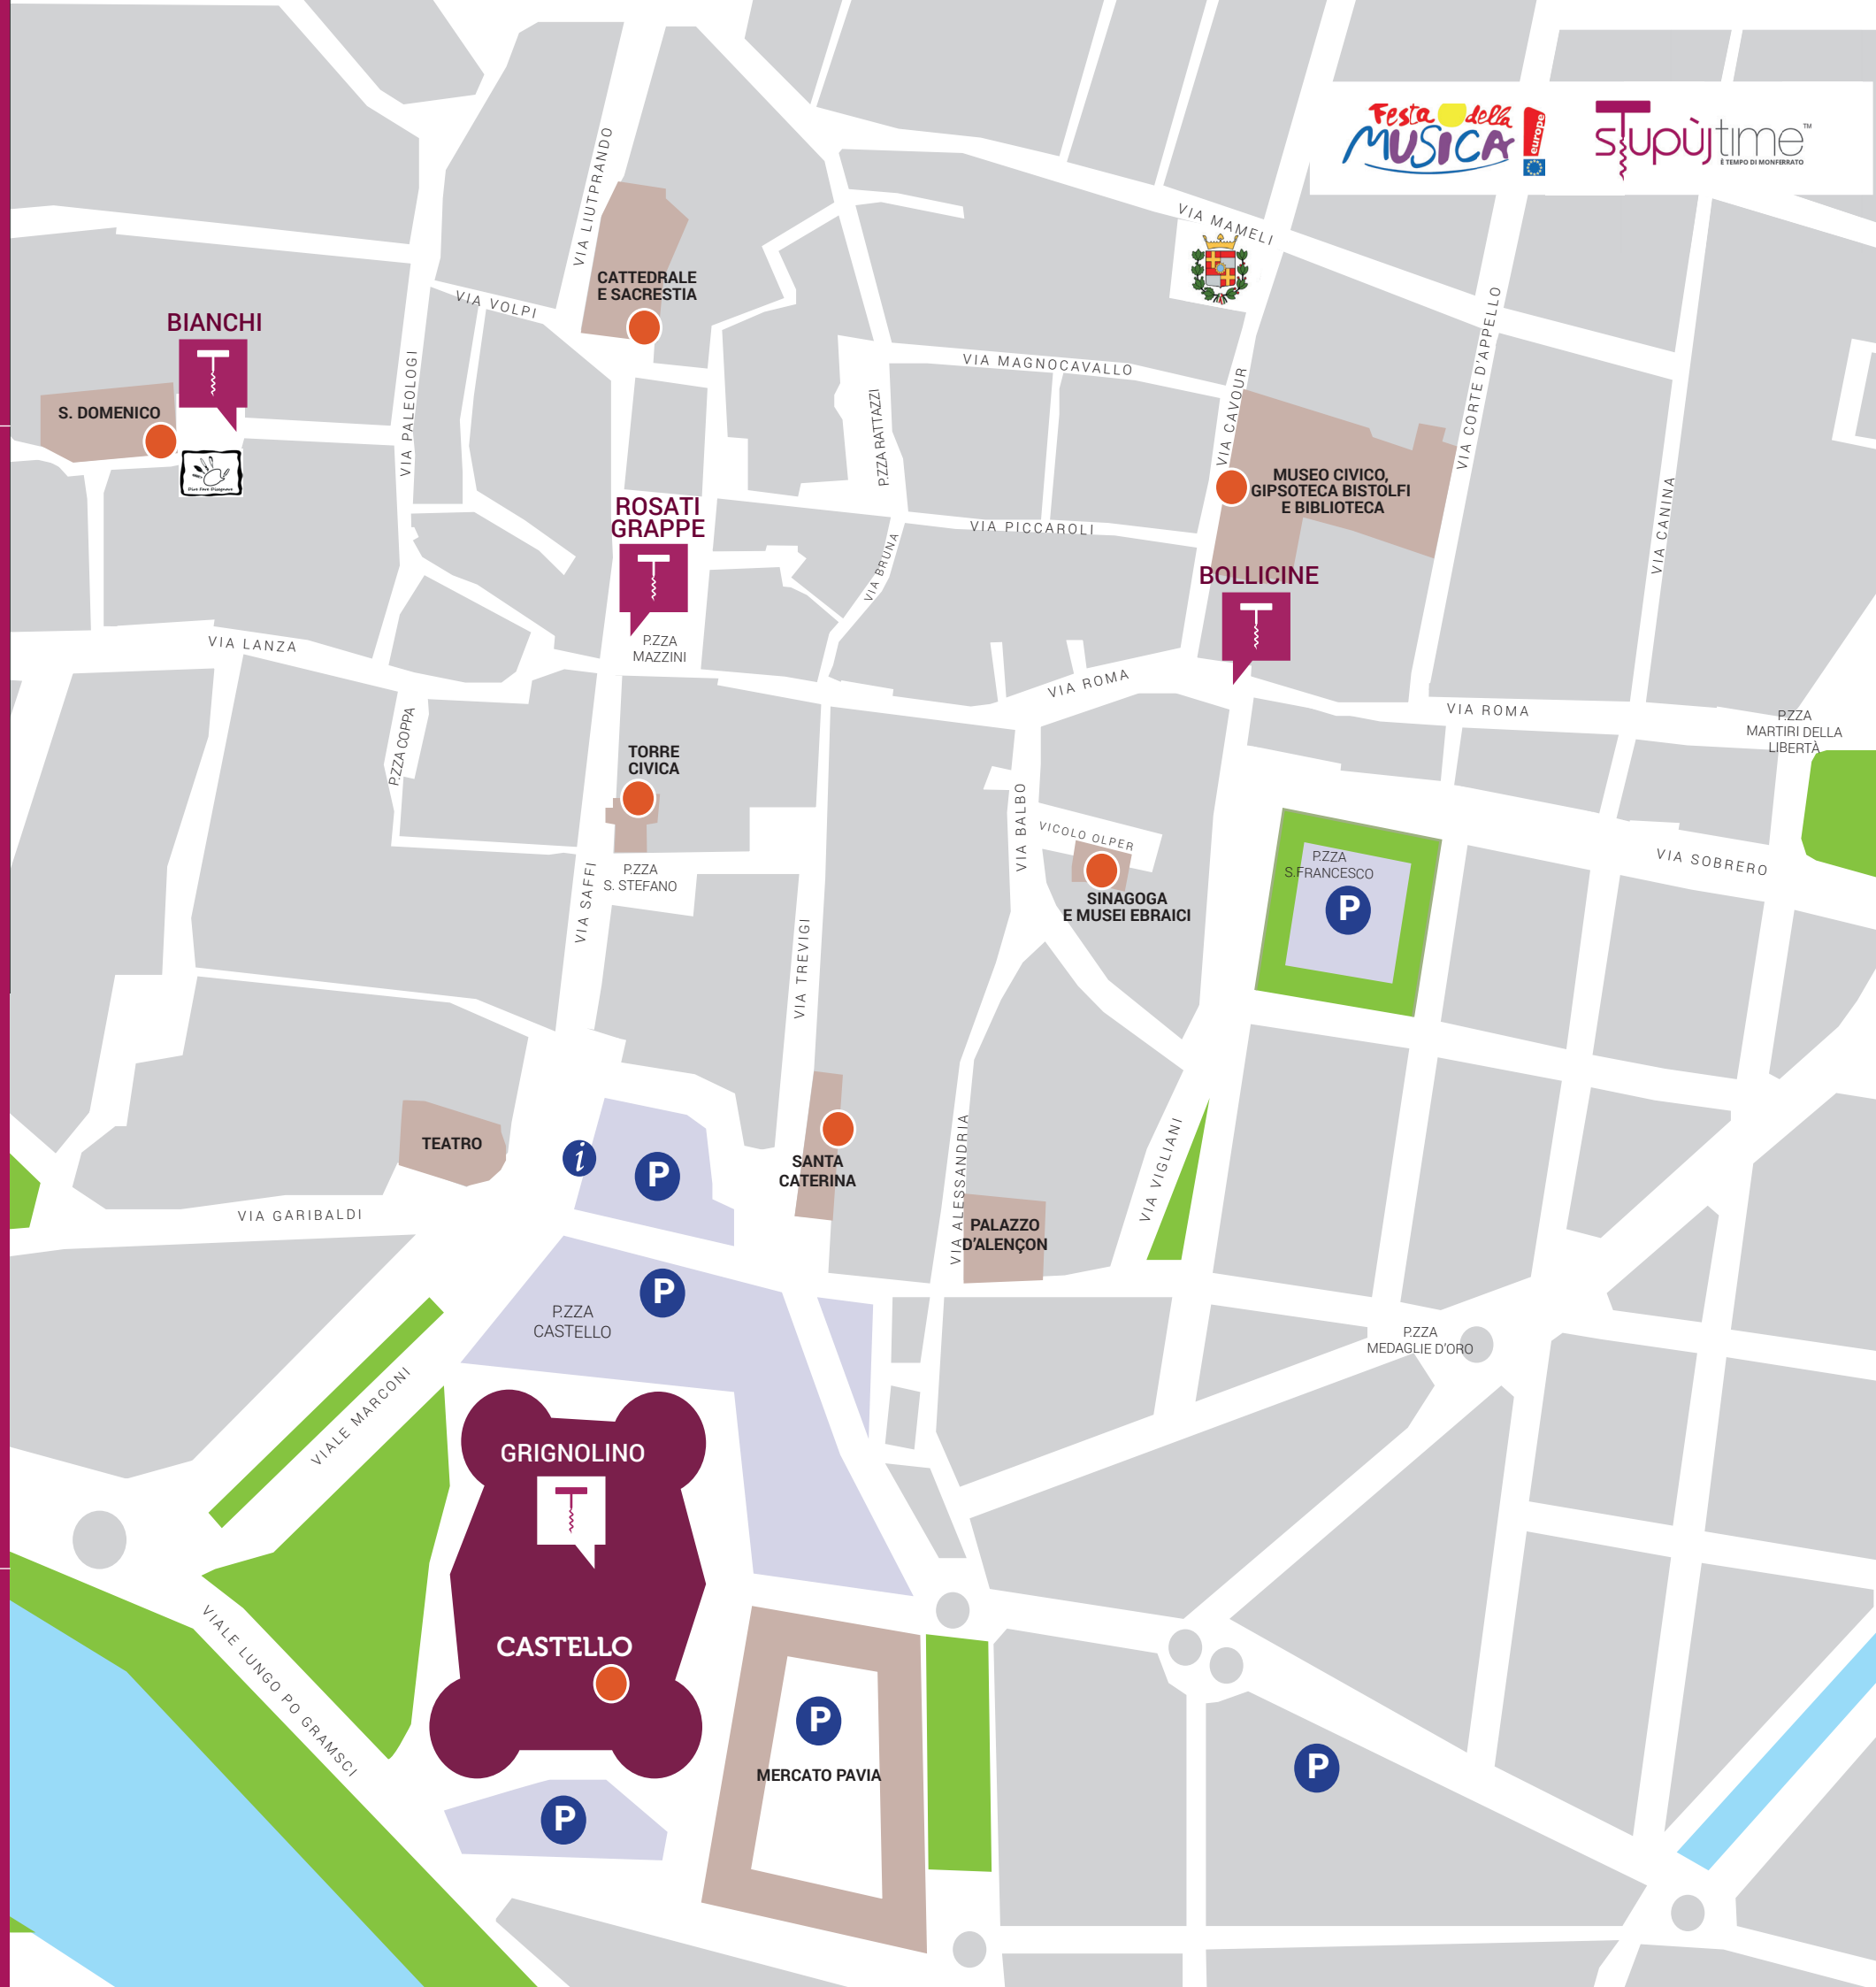 Festa della
MUSICA
europe
sTupùjtime™
È TEMPO DI MONFERRATO
VIA LIUTPRANDO
VIA MAMELI
CATTEDRALE
E SACRESTIA
VIA VOLPI
BIANCHI
S. DOMENICO
Dire Fare Disegnare
VIA PALEOLOGI
VIA MAGNOCAVALLO
P.ZZA RATTAZZI
VIA CAVOUR
VIA CORTE D'APPELLO
MUSEO CIVICO,
GIPSOTECA BISTOLFI
E BIBLIOTECA
VIA CANINA
ROSATI
GRAPPE
VIA PICCAROLI
VIA BRUNA
BOLLICINE
P.ZZA
MAZZINI
VIA LANZA
VIA ROMA
VIA ROMA
P.ZZA
MARTIRI DELLA
LIBERTÀ
P.ZZA COPPA
TORRE
CIVICA
VIA BALBO
VICOLO OLPER
P.ZZA
S.FRANCESCO
P
VIA SOBRERO
VIA SAFFI
P.ZZA
S. STEFANO
SINAGOGA
E MUSEI EBRAICI
VIA TREVIGI
TEATRO
i
P
SANTA
CATERINA
VIA ALESSANDRIA
VIA VIGLIANI
VIA GARIBALDI
PALAZZO
D'ALENÇON
P
P.ZZA
CASTELLO
P.ZZA
MEDAGLIE D'ORO
VIALE MARCONI
GRIGNOLINO
CASTELLO
VIALE LUNGO PO GRAMSCI
P
MERCATO PAVIA
P
P